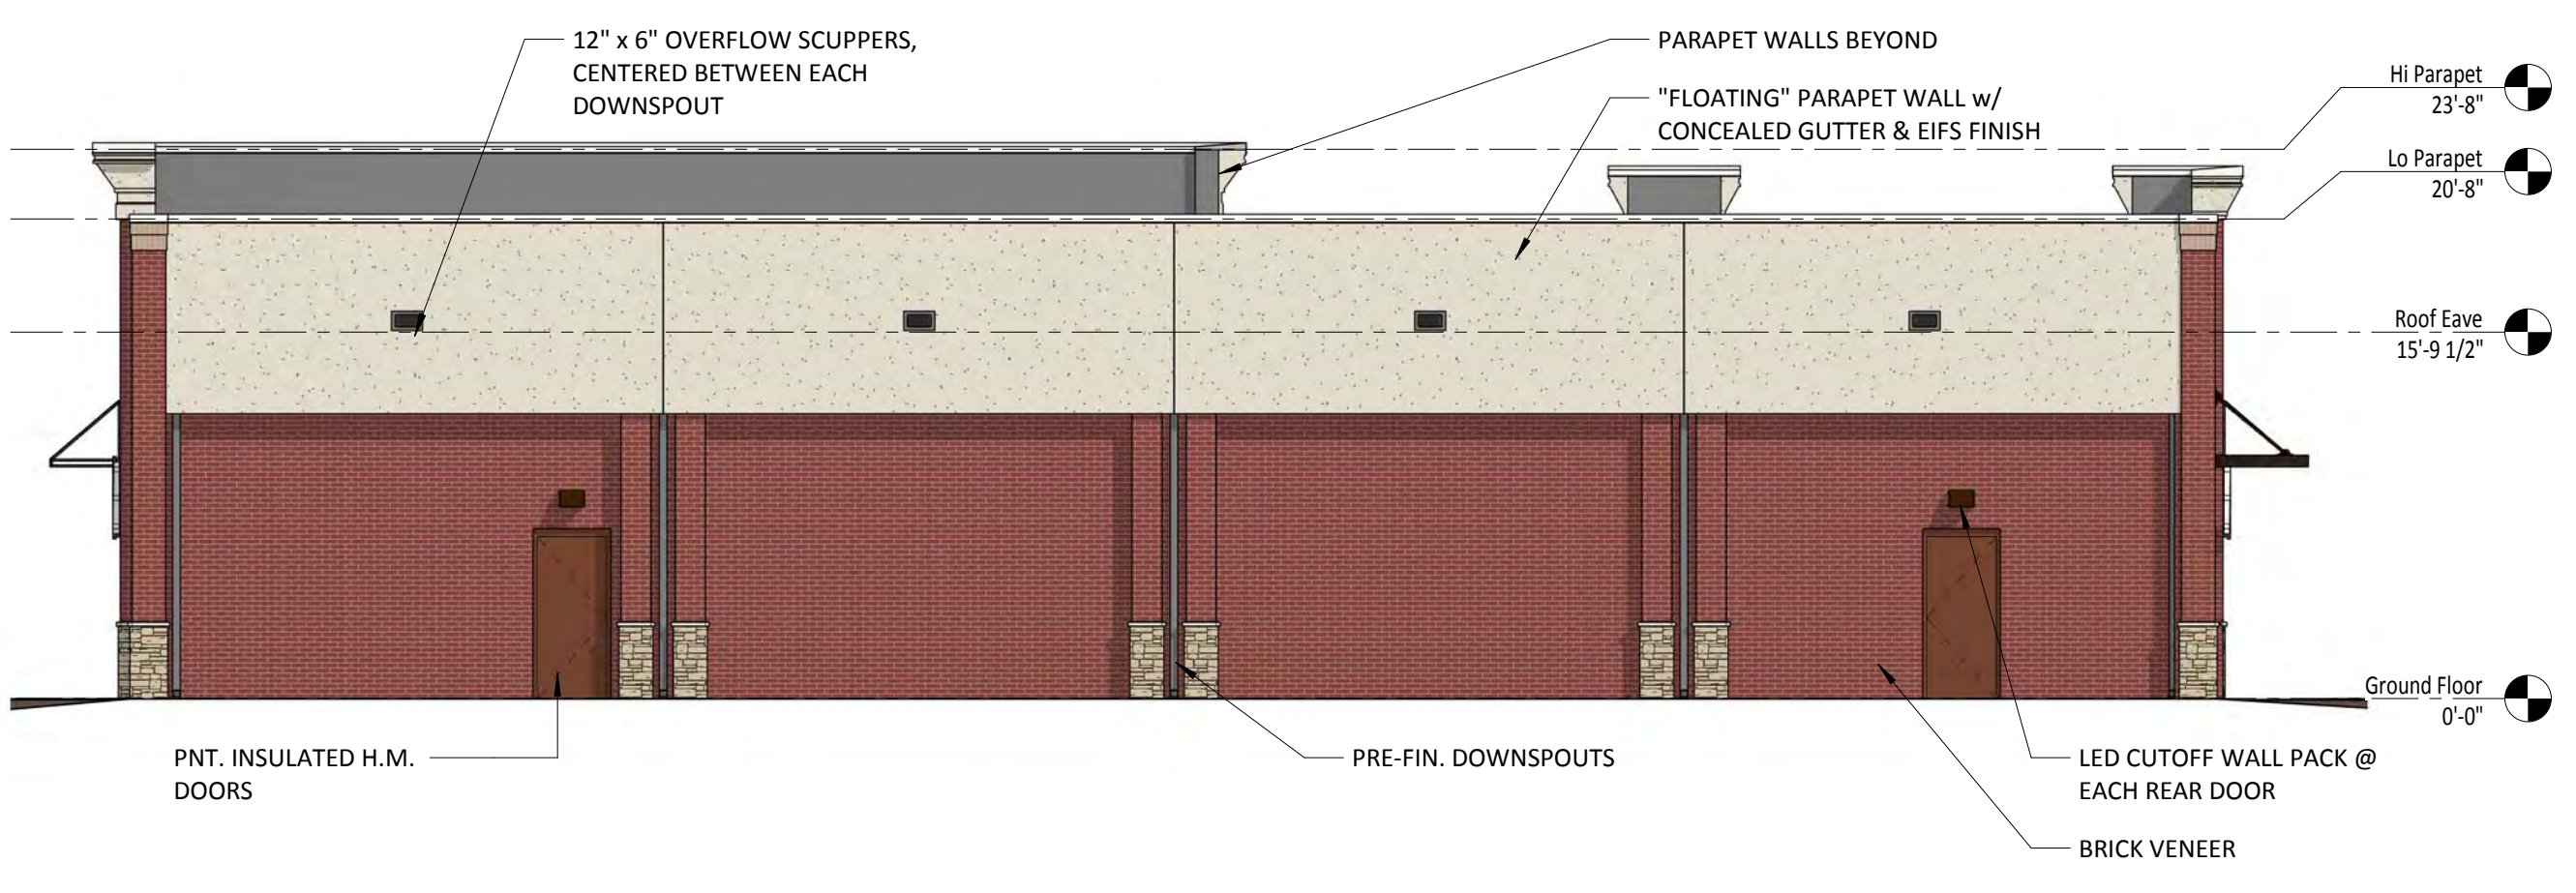 12" x 6" OVERFLOW SCUPPERS,
CENTERED BETWEEN EACH
DOWNSPOUT
PARAPET WALLS BEYOND
"FLOATING" PARAPET WALL w/
CONCEALED GUTTER & EIFS FINISH
Hi Parapet
23'-8"
Lo Parapet
20'-8"
Roof Eave
15'-9 1/2"
Ground Floor
0'-0"
PNT. INSULATED H.M.
DOORS
PRE-FIN. DOWNSPOUTS
LED CUTOFF WALL PACK @
EACH REAR DOOR
BRICK VENEER